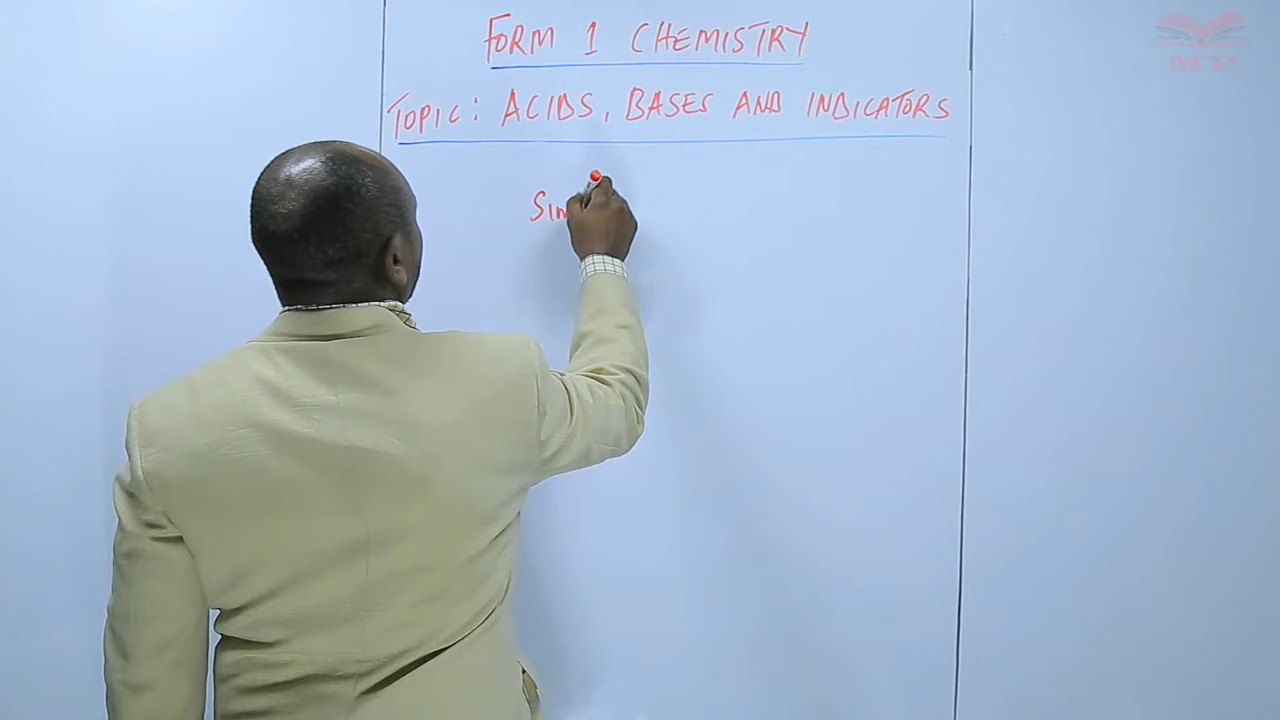 FORM 1 CHEMISTRY
TOPIC: ACIDS, BASES AND INDICATORS